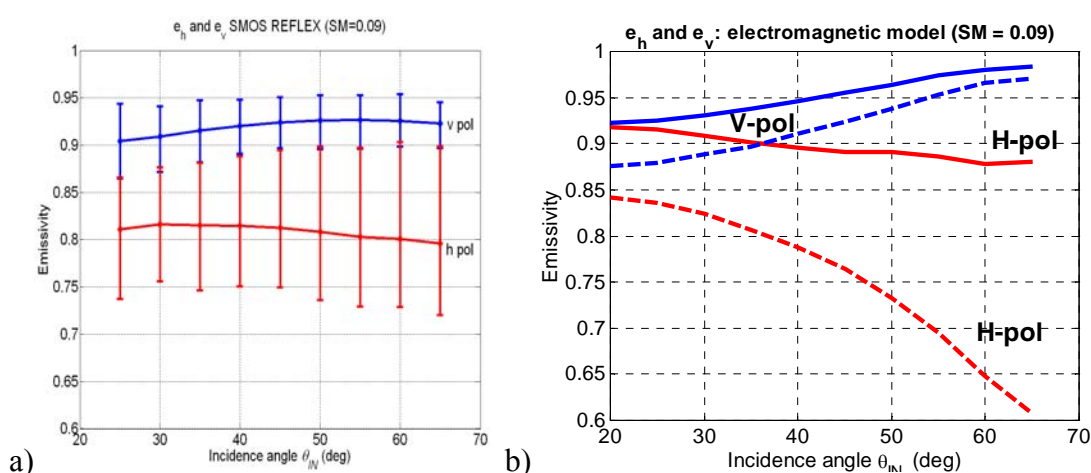 e_h and e_v SMOS REFLEX (SM=0.09)
1
0.95
0.9
0.85
0.8
0.75
0.7
0.65
0.6
Emissivity
v pol
h pol
20 30 40 50 60 70
Incidence angle θ_IN (deg)
a)
e_h and e_v: electromagnetic model (SM = 0.09)
1
0.95
0.9
0.85
0.8
0.75
0.7
0.65
0.6
Emissivity
V-pol
H-pol
H-pol
20 30 40 50 60 70
Incidence angle θ_IN (deg)
b)